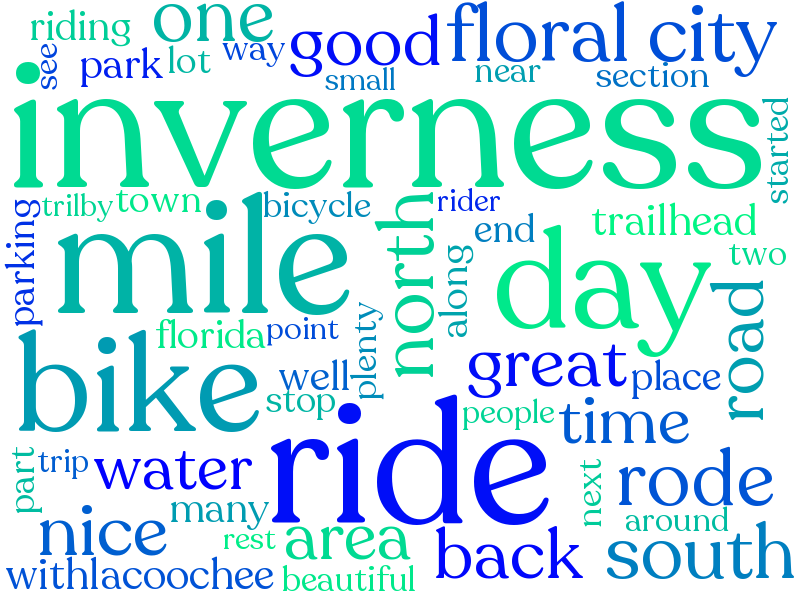 riding
one
see
park
lot
way
good
floral city
small
near
section
inverness
started
parking
trilby
town
mile
bicycle
north
rider
along
end
trailhead
day
two
road
florida
point
plenty
bike
well
stop
great
place
people
time
ride
part
trip
water
many
next
rode
around
nice
rest
area
back
south
withlacoochee
beautiful